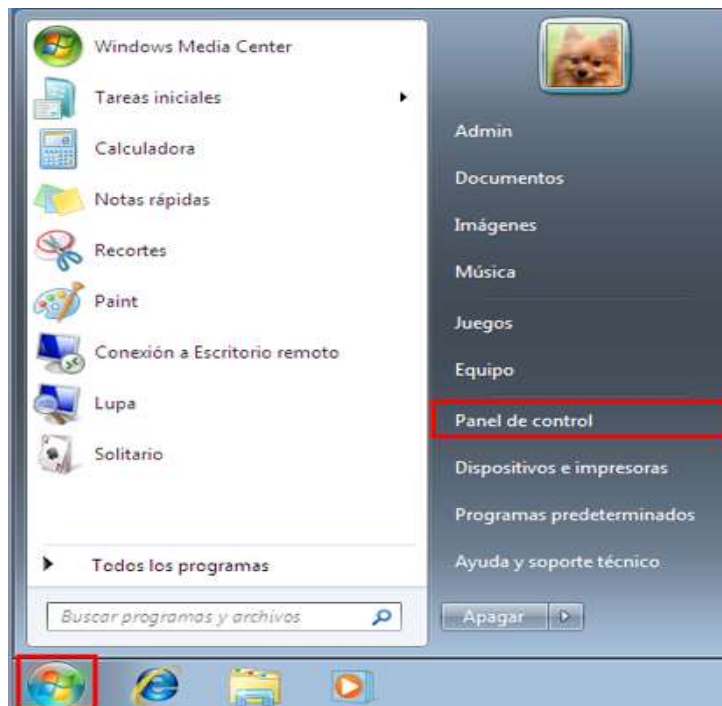 Windows Media Center
Tareas iniciales
Calculadora
Notas rápidas
Recortes
Paint
Conexión a Escritorio remoto
Lupa
Solitario
Todos los programas
Buscar programas y archivos
Admin
Documentos
Imágenes
Música
Juegos
Equipo
Panel de control
Dispositivos e impresoras
Programas predeterminados
Ayuda y soporte técnico
Apagar